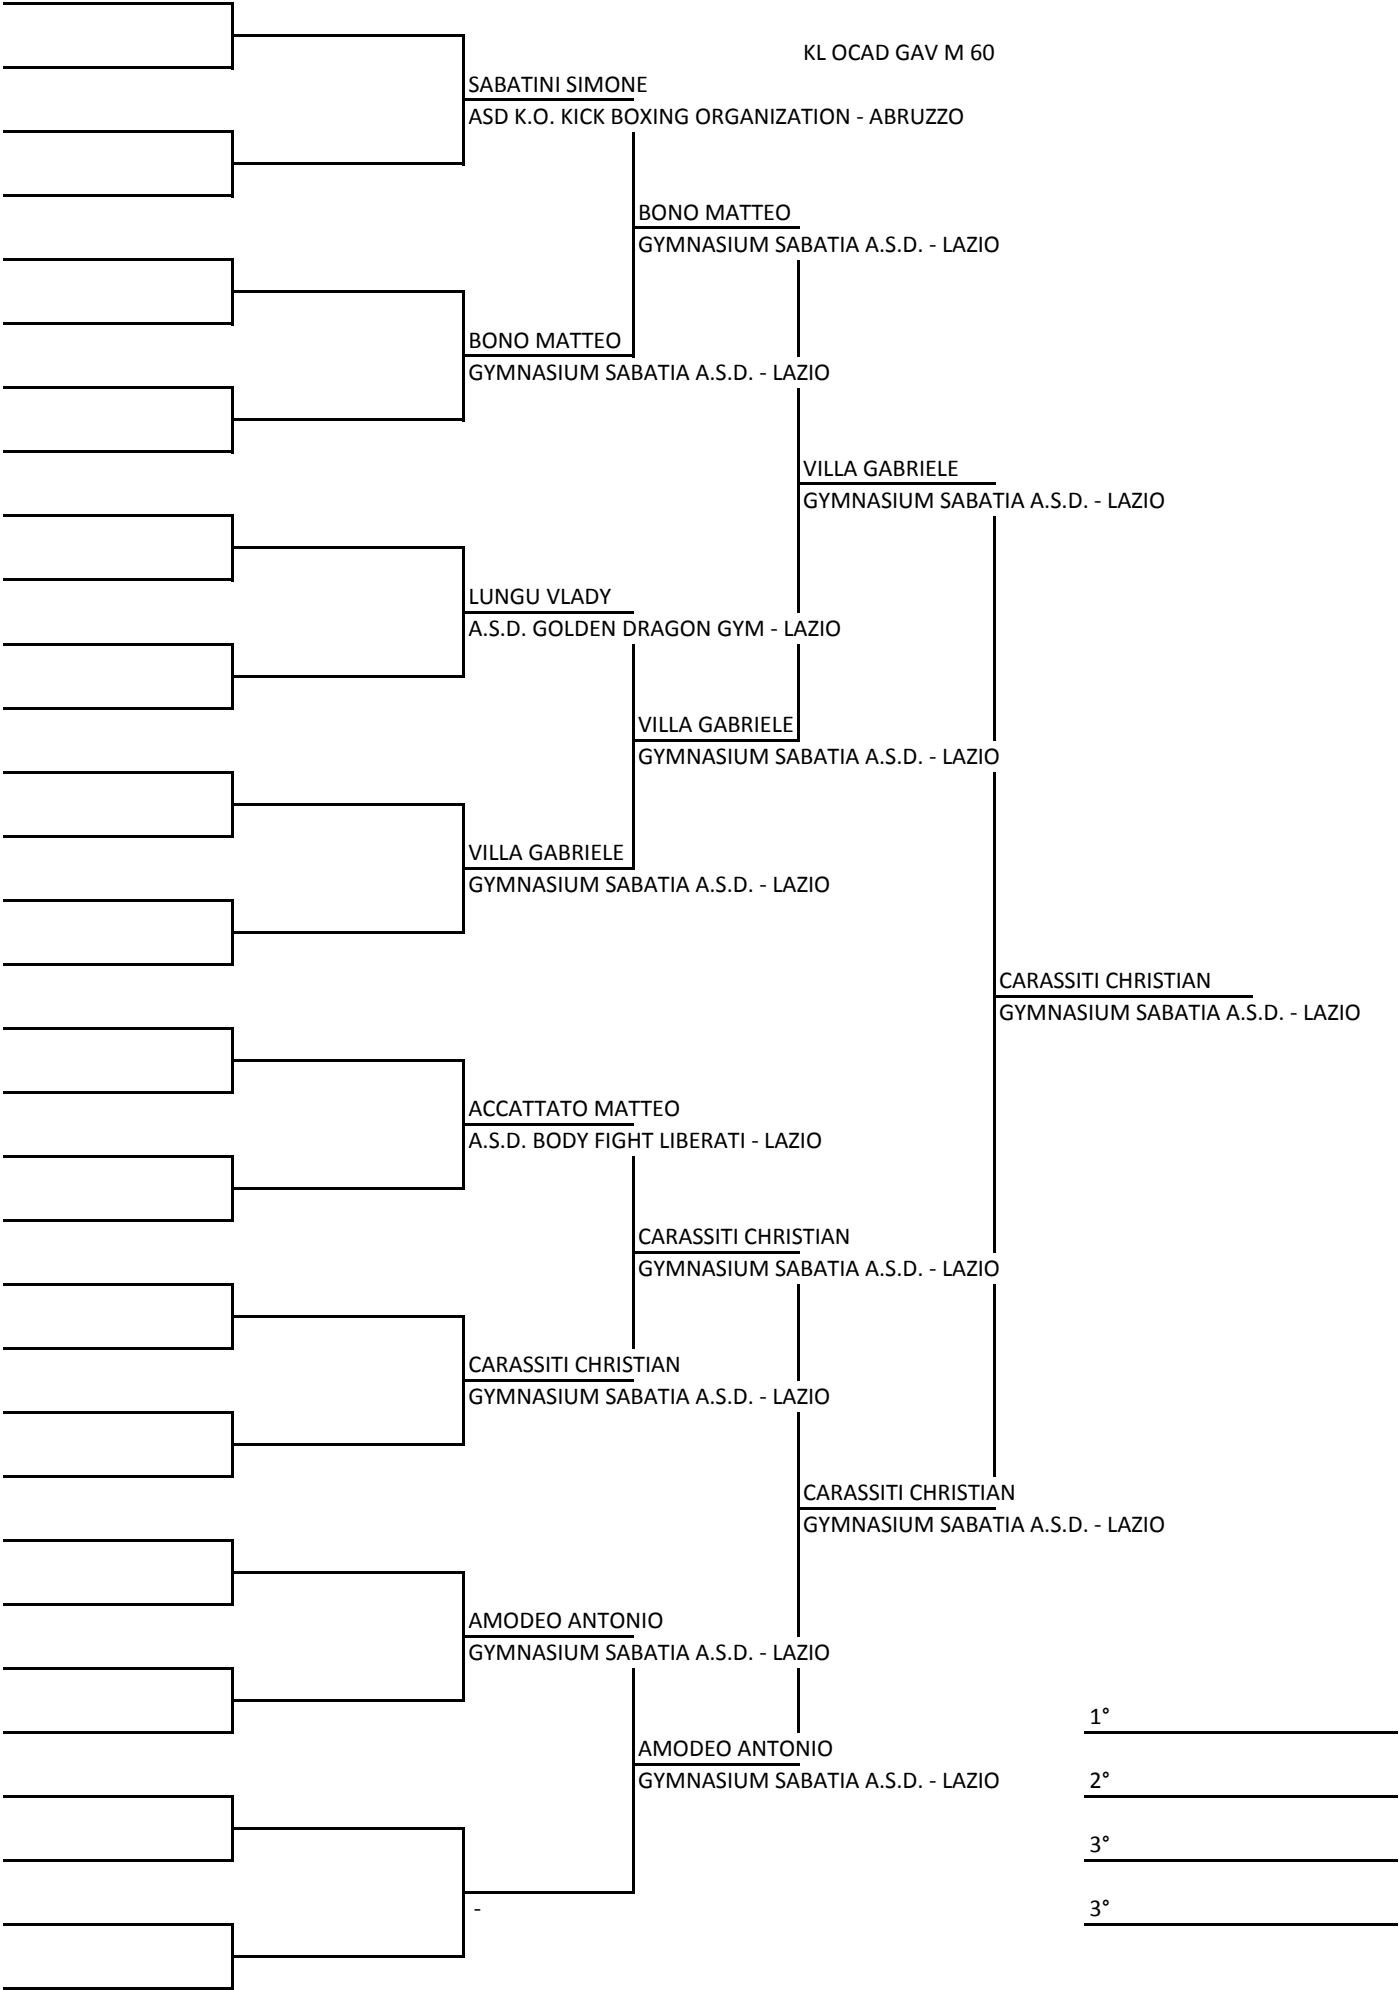 KL OCAD GAV M 60
SABATINI SIMONE
ASD K.O. KICK BOXING ORGANIZATION - ABRUZZO
BONO MATTEO
GYMNASIUM SABATIA A.S.D. - LAZIO
BONO MATTEO
GYMNASIUM SABATIA A.S.D. - LAZIO
VILLA GABRIELE
GYMNASIUM SABATIA A.S.D. - LAZIO
LUNGU VLADY
A.S.D. GOLDEN DRAGON GYM - LAZIO
VILLA GABRIELE
GYMNASIUM SABATIA A.S.D. - LAZIO
VILLA GABRIELE
GYMNASIUM SABATIA A.S.D. - LAZIO
CARASSITI CHRISTIAN
GYMNASIUM SABATIA A.S.D. - LAZIO
ACCATTATO MATTEO
A.S.D. BODY FIGHT LIBERATI - LAZIO
CARASSITI CHRISTIAN
GYMNASIUM SABATIA A.S.D. - LAZIO
CARASSITI CHRISTIAN
GYMNASIUM SABATIA A.S.D. - LAZIO
CARASSITI CHRISTIAN
GYMNASIUM SABATIA A.S.D. - LAZIO
AMODEO ANTONIO
GYMNASIUM SABATIA A.S.D. - LAZIO
1°
AMODEO ANTONIO
GYMNASIUM SABATIA A.S.D. - LAZIO
2°
3°
3°
-